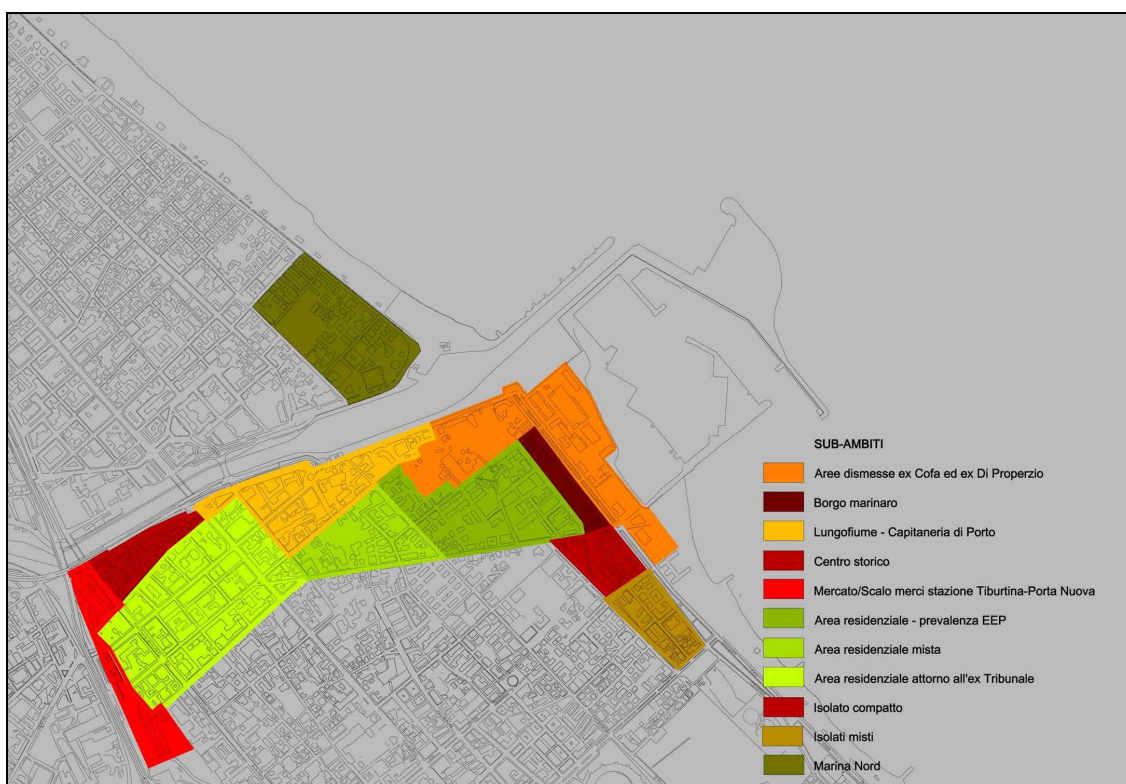 SUB-AMBITI
Aree dismesse ex Cofa ed ex Di Properzio
Borgo marinaro
Lungofiume - Capitaneria di Porto
Centro storico
Mercato/Scalo merci stazione Tiburtina-Porta Nuova
Area residenziale - prevalenza EEP
Area residenziale mista
Area residenziale attorno all'ex Tribunale
Isolato compatto
Isolati misti
Marina Nord